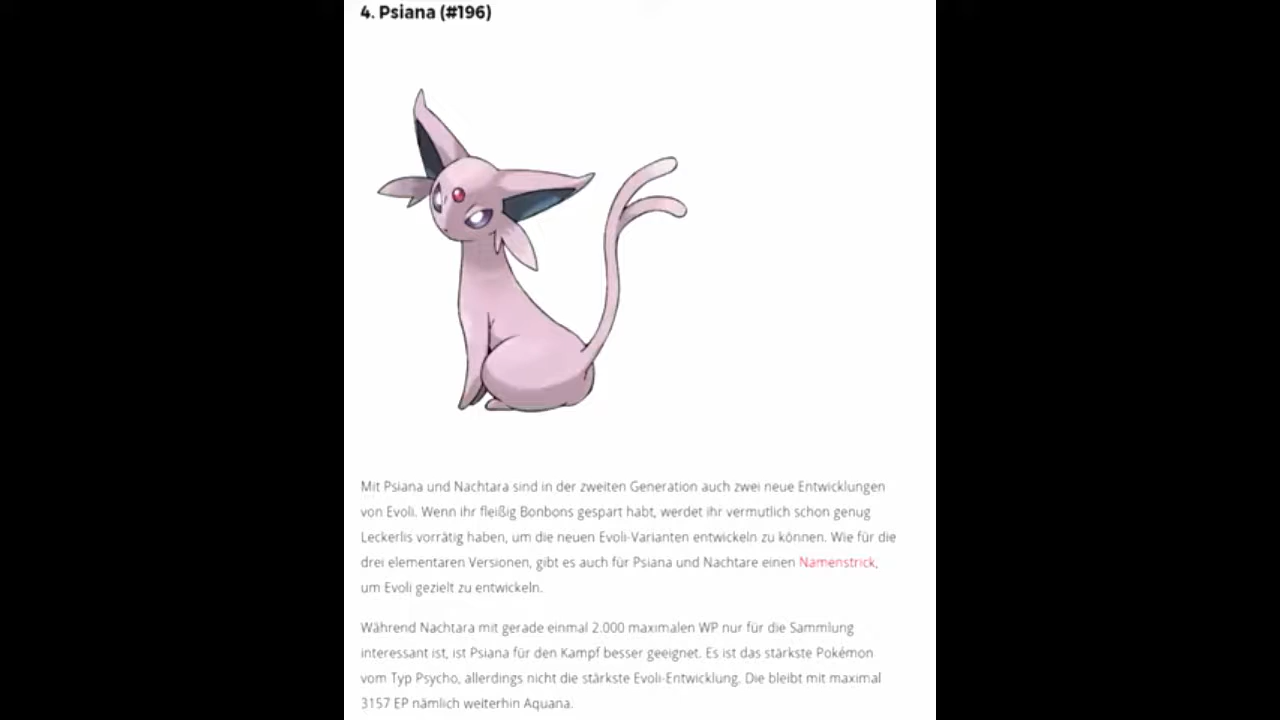 4. Psiana (#196)
Mit Psiana und Nachtara sind in der zweiten Generation auch zwei neue Entwicklungen
von Evoli. Wenn ihr fleißig Bonbons gespart habt, werdet ihr vermutlich schon genug
Leckerlis vorrätig haben, um die neuen Evoli-Varianten entwickeln zu können. Wie für die
drei elementaren Versionen, gibt es auch für Psiana und Nachtare einen Namenstrick,
um Evoli gezielt zu entwickeln.
Während Nachtara mit gerade einmal 2.000 maximalen WP nur für die Sammlung
interessant ist, ist Psiana für den Kampf besser geeignet. Es ist das stärkste Pokémon
vom Typ Psycho, allerdings nicht die stärkste Evoli-Entwicklung. Die bleibt mit maximal
3157 EP nämlich weiterhin Aquana.